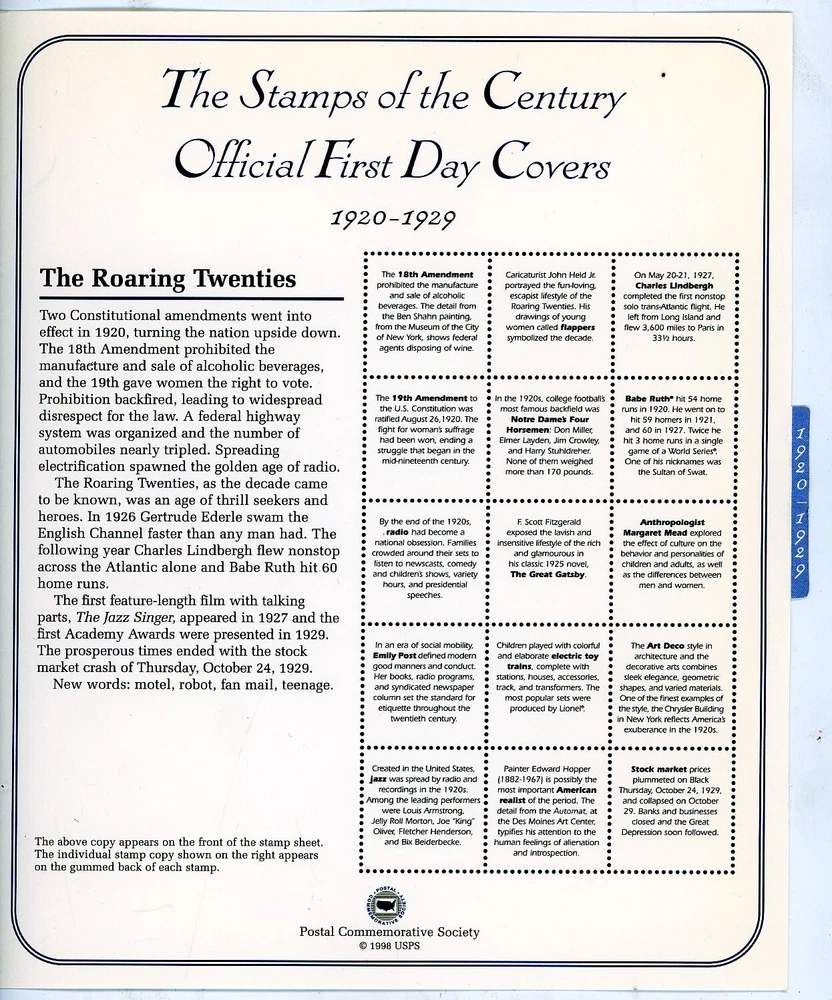 The Stamps of the Century
Official First Day Covers
1920-1929
The Roaring Twenties
Two Constitutional amendments went into
effect in 1920, turning the nation upside down.
The 18th Amendment prohibited the
manufacture and sale of alcoholic beverages,
and the 19th gave women the right to vote.
Prohibition backfired, leading to widespread
disrespect for the law. A federal highway
system was organized and the number of
automobiles nearly tripled. Spreading
electrification spawned the golden age of radio.
The Roaring Twenties, as the decade came
to be known, was an age of thrill seekers and
heroes. In 1926 Gertrude Ederle swam the
English Channel faster than any man had. The
following year Charles Lindbergh flew nonstop
across the Atlantic alone and Babe Ruth hit 60
home runs.
The first feature-length film with talking
parts, The Jazz Singer, appeared in 1927 and the
first Academy Awards were presented in 1929.
The prosperous times ended with the stock
market crash of Thursday, October 24, 1929.
New words: motel, robot, fan mail, teenage.
The above copy appears on the front of the stamp sheet.
The individual stamp copy shown on the right appears
on the gummed back of each stamp.
The 18th Amendment
prohibited the manufacture
and sale of alcoholic
beverages. The detail from
the Ben Shahn painting,
from the Museum of the City
of New York, shows federal
agents disposing of wine.
Caricaturist John Held Jr.
portrayed the fun-loving,
escapist lifestyle of the
Roaring Twenties. His
drawings of young
women called flappers
symbolized the decade.
On May 20-21, 1927,
Charles Lindbergh
completed the first nonstop
solo trans-Atlantic flight. He
left from Long Island and
flew 3,600 miles to Paris in
33½ hours.
The 19th Amendment to
the U.S. Constitution was
ratified August 26,1920. The
fight for woman's suffrage
had been won, ending a
struggle that began in the
mid-nineteenth century.
In the 1920s, college football's
most famous backfield was
Notre Dame's Four
Horsemen: Don Miller,
Elmer Layden, Jim Crowley,
and Harry Stuhldreher.
None of them weighed
more than 170 pounds.
Babe Ruth® hit 54 home
runs in 1920. He went on to
hit 59 homers in 1921,
and 60 in 1927. Twice he
hit 3 home runs in a single
game of a World Series®.
One of his nicknames was
the Sultan of Swat.
By the end of the 1920s,
radio had become a
national obsession. Families
crowded around their sets to
listen to newscasts, comedy
and children's shows, variety
hours, and presidential
speeches.
F. Scott Fitzgerald
exposed the lavish and
insensitive lifestyle of the rich
and glamourous in
his classic 1925 novel,
The Great Gatsby.
Anthropologist
Margaret Mead explored
the effect of culture on the
behavior and personalities of
children and adults, as well
as the differences between
men and women.
In an era of social mobility,
Emily Post defined modern
good manners and conduct.
Her books, radio programs,
and syndicated newspaper
column set the standard for
etiquette throughout the
twentieth century.
Children played with colorful
and elaborate electric toy
trains, complete with
stations, houses, accessories,
track, and transformers. The
most popular sets were
produced by Lionel®.
The Art Deco style in
architecture and the
decorative arts combines
sleek elegance, geometric
shapes, and varied materials.
One of the finest examples of
the style, the Chrysler Building
in New York reflects America's
exuberance in the 1920s.
Created in the United States,
jazz was spread by radio and
recordings in the 1920s.
Among the leading performers
were Louis Armstrong,
Jelly Roll Morton, Joe "King"
Oliver, Fletcher Henderson,
and Bix Beiderbecke.
Painter Edward Hopper
(1882-1967) is possibly the
most important American
realist of the period. The
detail from the Automat, at
the Des Moines Art Center,
typifies his attention to the
human feelings of alienation
and introspection.
Stock market prices
plummeted on Black
Thursday, October 24, 1929,
and collapsed on October
29. Banks and businesses
closed and the Great
Depression soon followed.
1920-1929
POSTAL COMMEMORATIVE SOCIETY
Postal Commemorative Society
© 1998 USPS